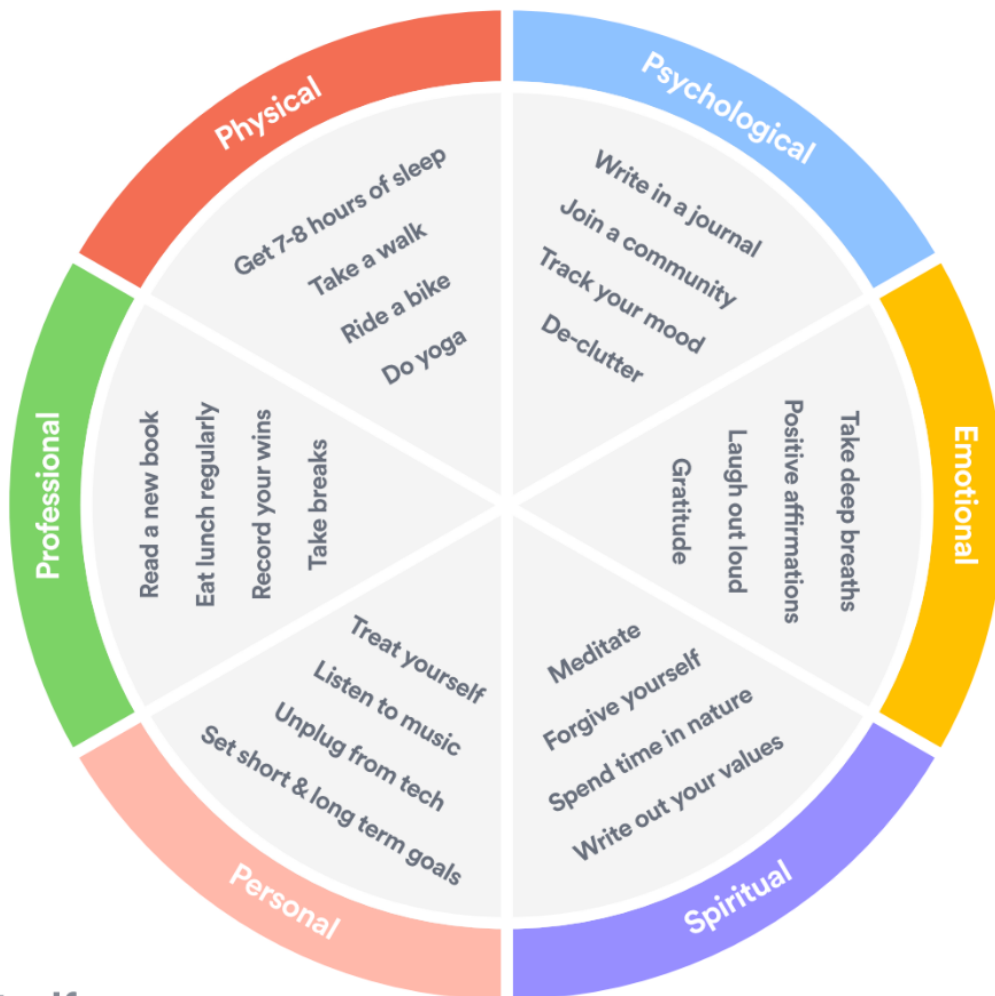 Physical
Get 7-8 hours of sleep
Take a walk
Ride a bike
Do yoga
Psychological
Write in a journal
Join a community
Track your mood
De-clutter
Emotional
Take deep breaths
Positive affirmations
Laugh out loud
Gratitude
Spiritual
Meditate
Forgive yourself
Spend time in nature
Write out your values
Personal
Treat yourself
Listen to music
Unplug from tech
Set short & long term goals
Professional
Read a new book
Eat lunch regularly
Record your wins
Take breaks